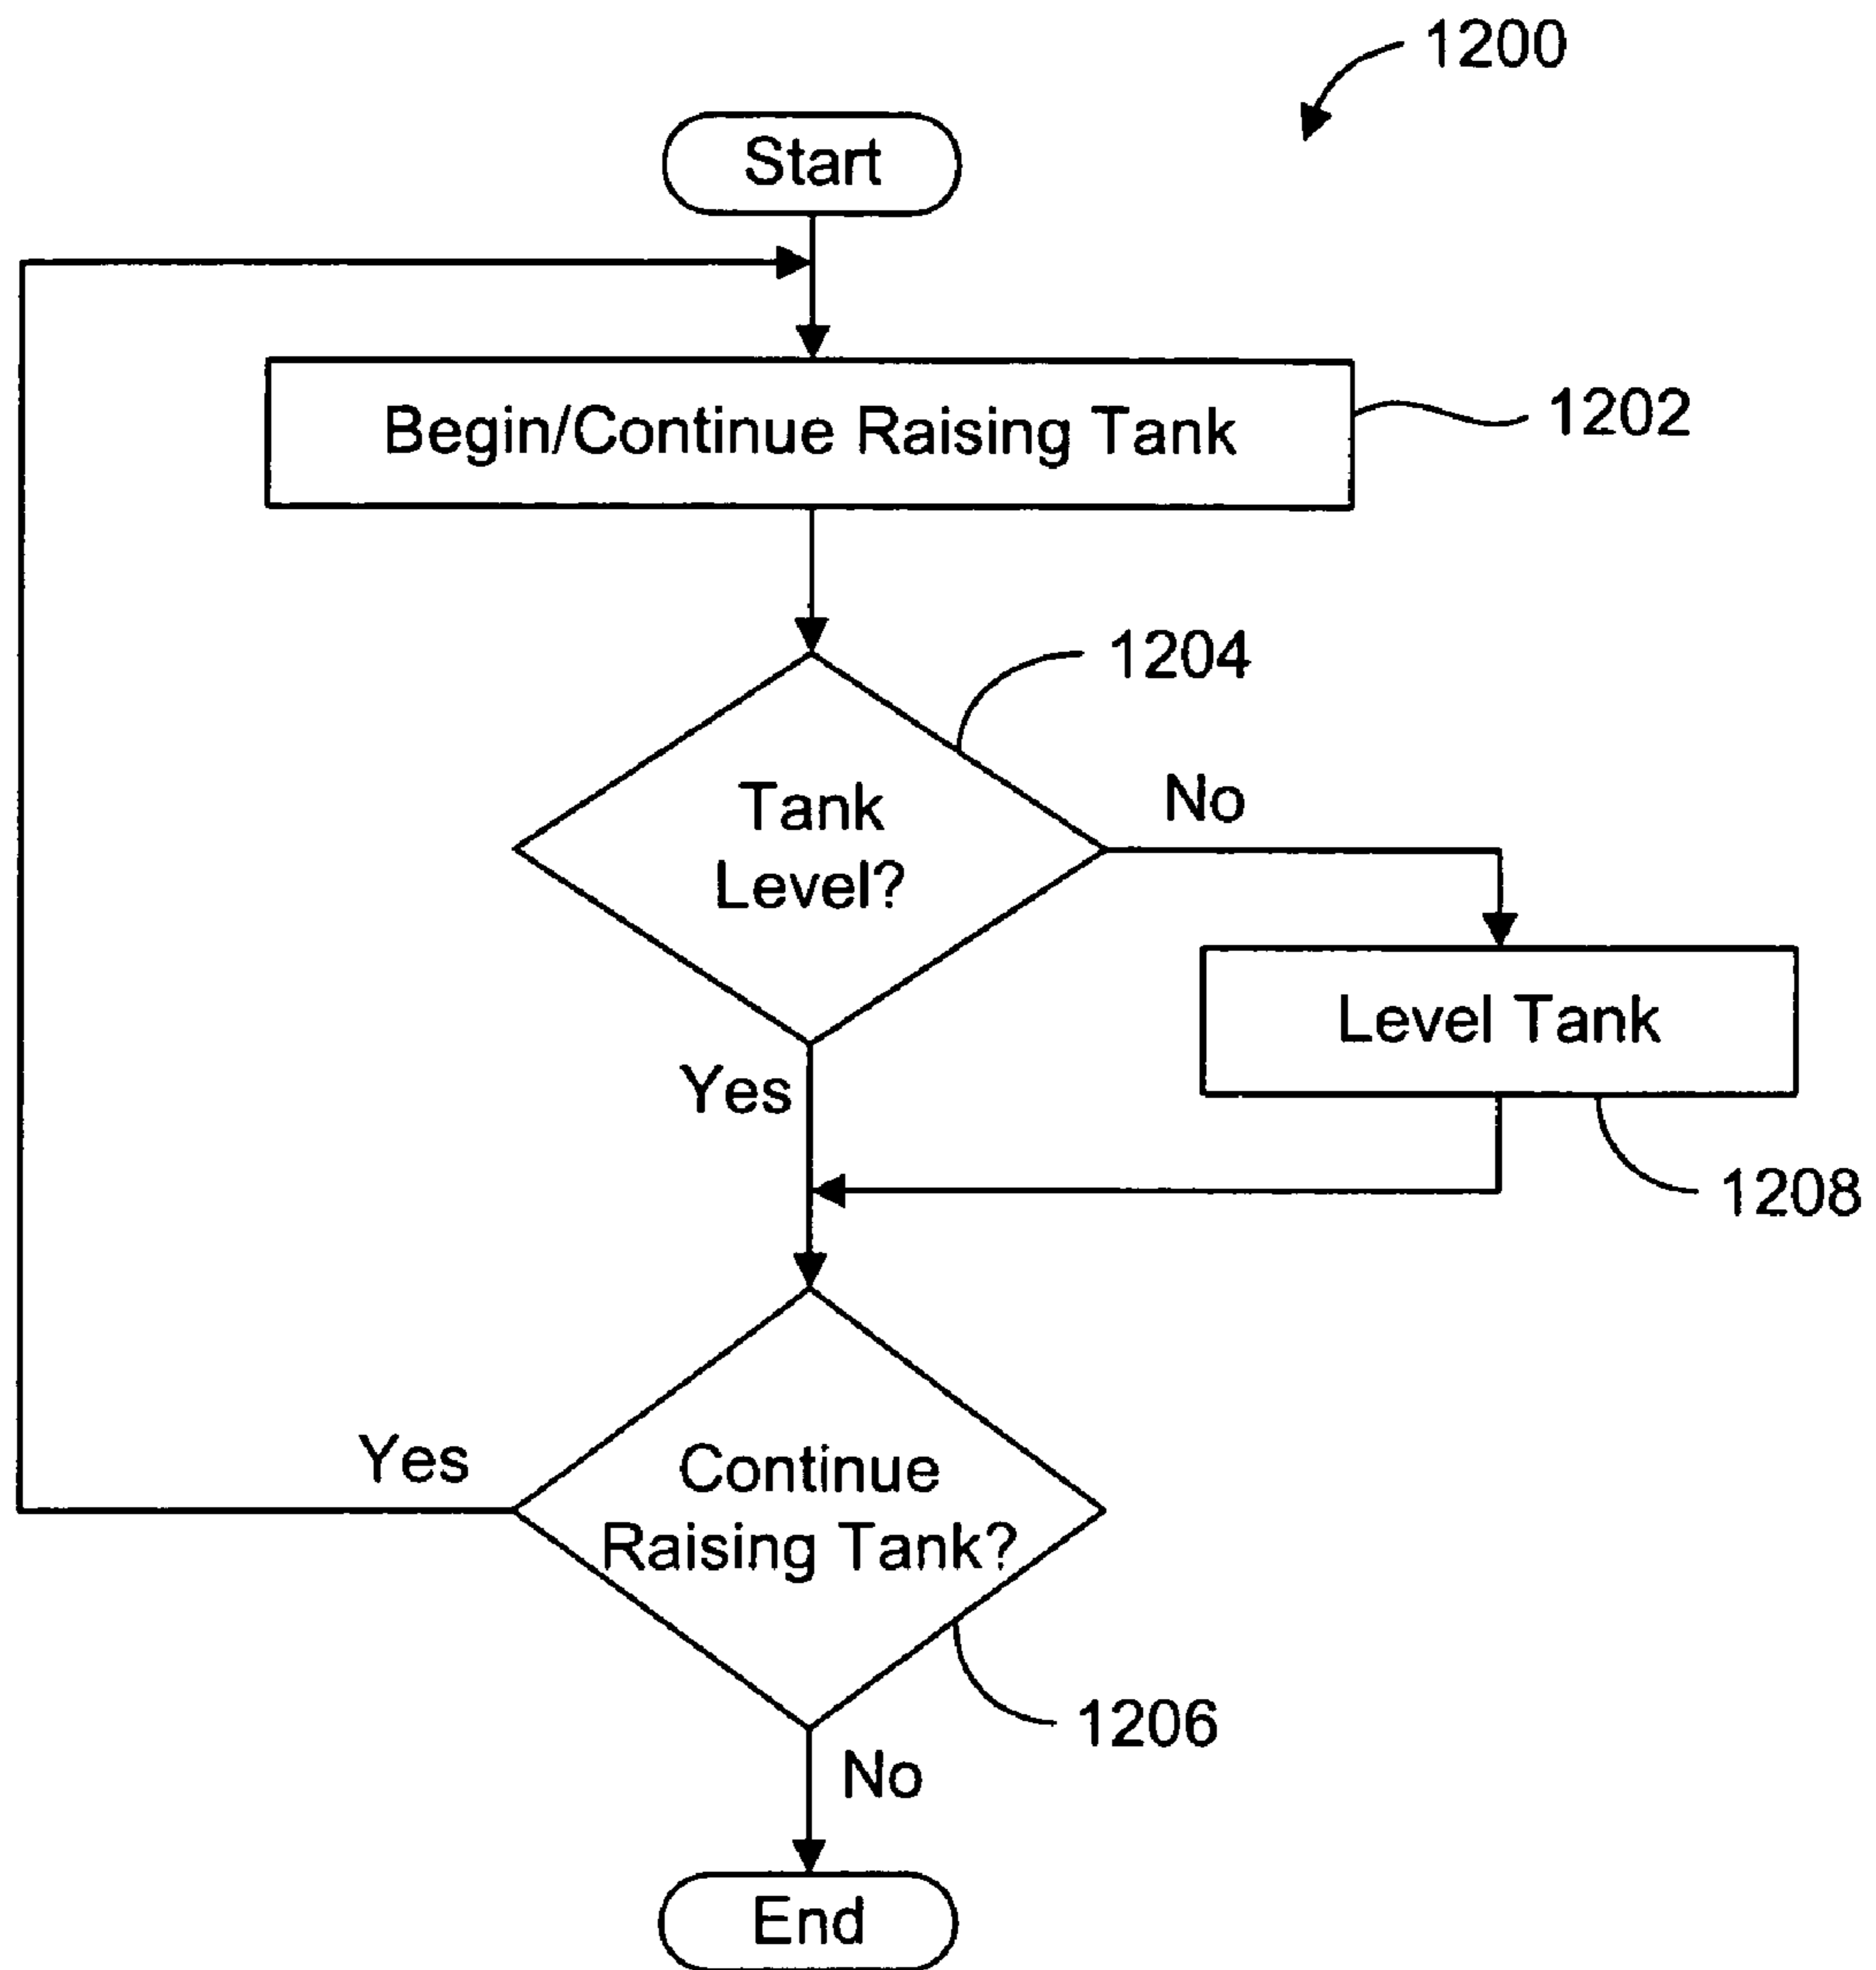 1200
Start
Begin/Continue Raising Tank
1202
1204
Tank
Level?
No
Level Tank
Yes
1208
Yes
Continue
Raising Tank?
1206
No
End